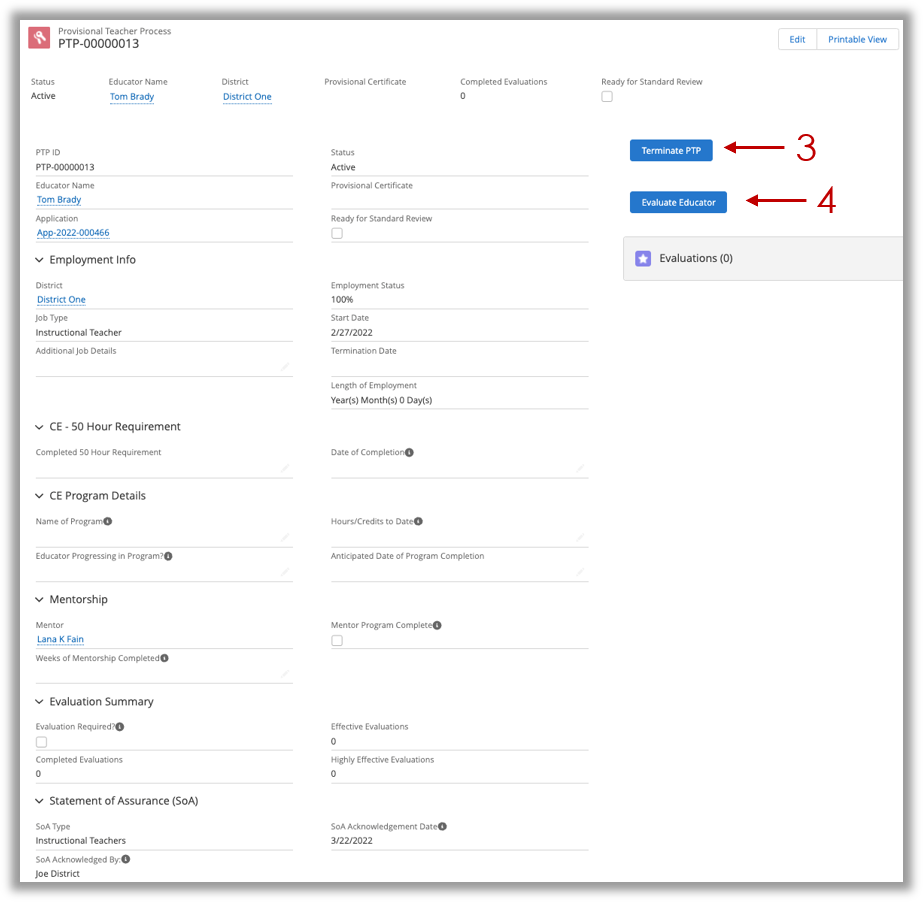 Provisional Teacher Process
PTP-00000013
Edit
Printable View
Status
Educator Name
District
Provisional Certificate
Completed Evaluations
Ready for Standard Review
Active
Tom Brady
District One
0
PTP ID
PTP-00000013
Status
Active
Educator Name
Tom Brady
Provisional Certificate
Application
App-2022-000466
Ready for Standard Review
Terminate PTP
3
Evaluate Educator
4
Evaluations (0)
Employment Info
District
District One
Employment Status
100%
Job Type
Instructional Teacher
Start Date
2/27/2022
Additional Job Details
Termination Date
Length of Employment
Year(s) Month(s) 0 Day(s)
CE - 50 Hour Requirement
Completed 50 Hour Requirement
Date of Completion
CE Program Details
Name of Program
Hours/Credits to Date
Educator Progressing in Program?
Anticipated Date of Program Completion
Mentorship
Mentor
Lana K Fain
Mentor Program Complete
Weeks of Mentorship Completed
Evaluation Summary
Evaluation Required?
Effective Evaluations
0
Completed Evaluations
0
Highly Effective Evaluations
0
Statement of Assurance (SoA)
SoA Type
Instructional Teachers
SoA Acknowledgement Date
3/22/2022
SoA Acknowledged By:
Joe District